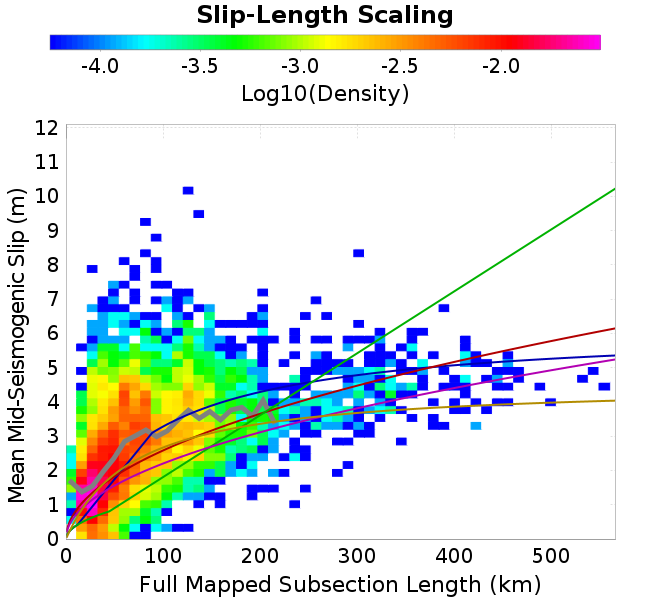 Slip-Length Scaling
-4.0 -3.5 -3.0 -2.5 -2.0
Log10(Density)
12
11
10
9
8
7
6
5
4
3
2
1
0
Mean Mid-Seismogenic Slip (m)
0 100 200 300 400 500
Full Mapped Subsection Length (km)